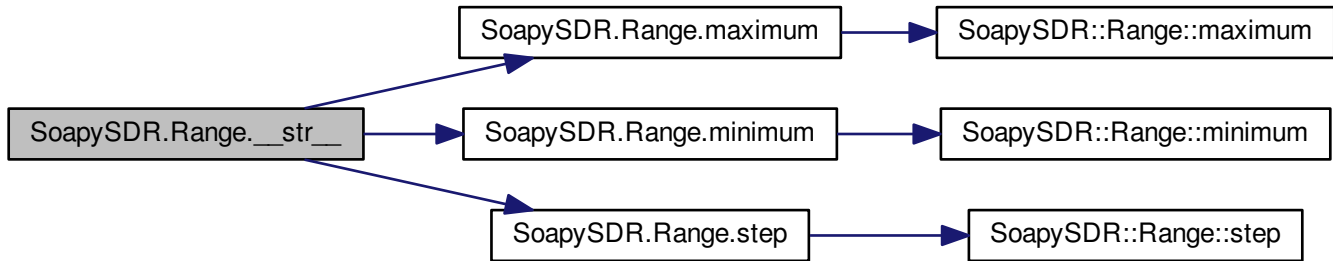 SoapySDR.Range.maximum
SoapySDR::Range::maximum
SoapySDR.Range.__str__
SoapySDR.Range.minimum
SoapySDR::Range::minimum
SoapySDR.Range.step
SoapySDR::Range::step